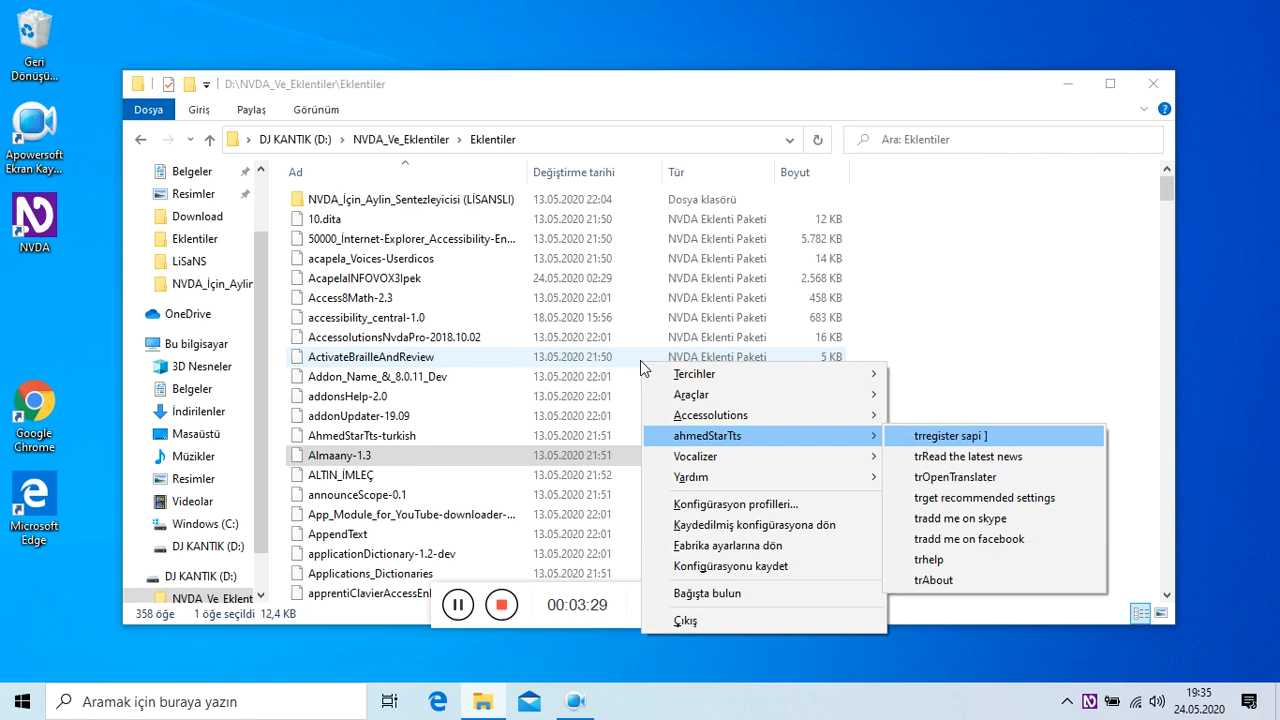 Geri
Dönüşü...
Apowersoft
Ekran Kay...
NVDA
Google
Chrome
Microsoft
Edge
D:\NVDA_Ve_Eklentiler\Eklentiler
Dosya Giriş Paylaş Görünüm
DJ KANTIK (D:) NVDA_Ve_Eklentiler Eklentiler
Ara: Eklentiler
Belgeler
Resimler
Download
Eklentiler
LiSaNS
NVDA_İçin_Aylin
OneDrive
Bu bilgisayar
3D Nesneler
Belgeler
İndirilenler
Masaüstü
Müzikler
Resimler
Videolar
Windows (C:)
DJ KANTIK (D:)
DJ KANTIK (D:)
NVDA_Ve_Eklent
Ad Değiştirme tarihi Tür Boyut
NVDA_İçin_Aylin_Sentezleyicisi (LİSANSLI) 13.05.2020 22:04 Dosya klasörü
10.dita 13.05.2020 21:50 NVDA Eklenti Paketi 12 KB
50000_İnternet-Explorer_Accessibility-En... 13.05.2020 21:50 NVDA Eklenti Paketi 5.782 KB
acapela_Voices-Userdicos 13.05.2020 21:50 NVDA Eklenti Paketi 14 KB
AcapelaINFOVOX3Ipek 24.05.2020 02:29 NVDA Eklenti Paketi 2.568 KB
Access8Math-2.3 13.05.2020 22:01 NVDA Eklenti Paketi 458 KB
accessibility_central-1.0 18.05.2020 15:56 NVDA Eklenti Paketi 683 KB
AccessolutionsNvdaPro-2018.10.02 13.05.2020 22:01 NVDA Eklenti Paketi 16 KB
ActivateBrailleAndReview 13.05.2020 21:50 NVDA Eklenti Paketi 5 KB
Addon_Name_&_8.0.11_Dev 13.05.2020 22:01
addonsHelp-2.0 13.05.2020 22:01
addonUpdater-19.09 13.05.2020 22:01
AhmedStarTts-turkish 13.05.2020 21:51
Almaany-1.3 13.05.2020 21:51
ALTIN_İMLEÇ 13.05.2020 21:52
announceScope-0.1 13.05.2020 21:51
App_Module_for_YouTube-downloader-... 13.05.2020 22:01
AppendText 13.05.2020 22:01
applicationDictionary-1.2-dev 13.05.2020 22:01
Applications_Dictionaries 13.05.2020 21:51
apprentiClavierAccessEnl
Tercihler
Araçlar
Accessolutions
ahmedStarTts
Vocalizer
Yardım
Konfigürasyon profilleri...
Kaydedilmiş konfigürasyona dön
Fabrika ayarlarına dön
Konfigürasyonu kaydet
Bağışta bulun
Çıkış
trregister sapi ]
trRead the latest news
trOpenTranslater
trget recommended settings
tradd me on skype
tradd me on facebook
trhelp
trAbout
00:03:29
358 öğe 1 öğe seçildi 12,4 KB
Aramak için buraya yazın
19:35
24.05.2020